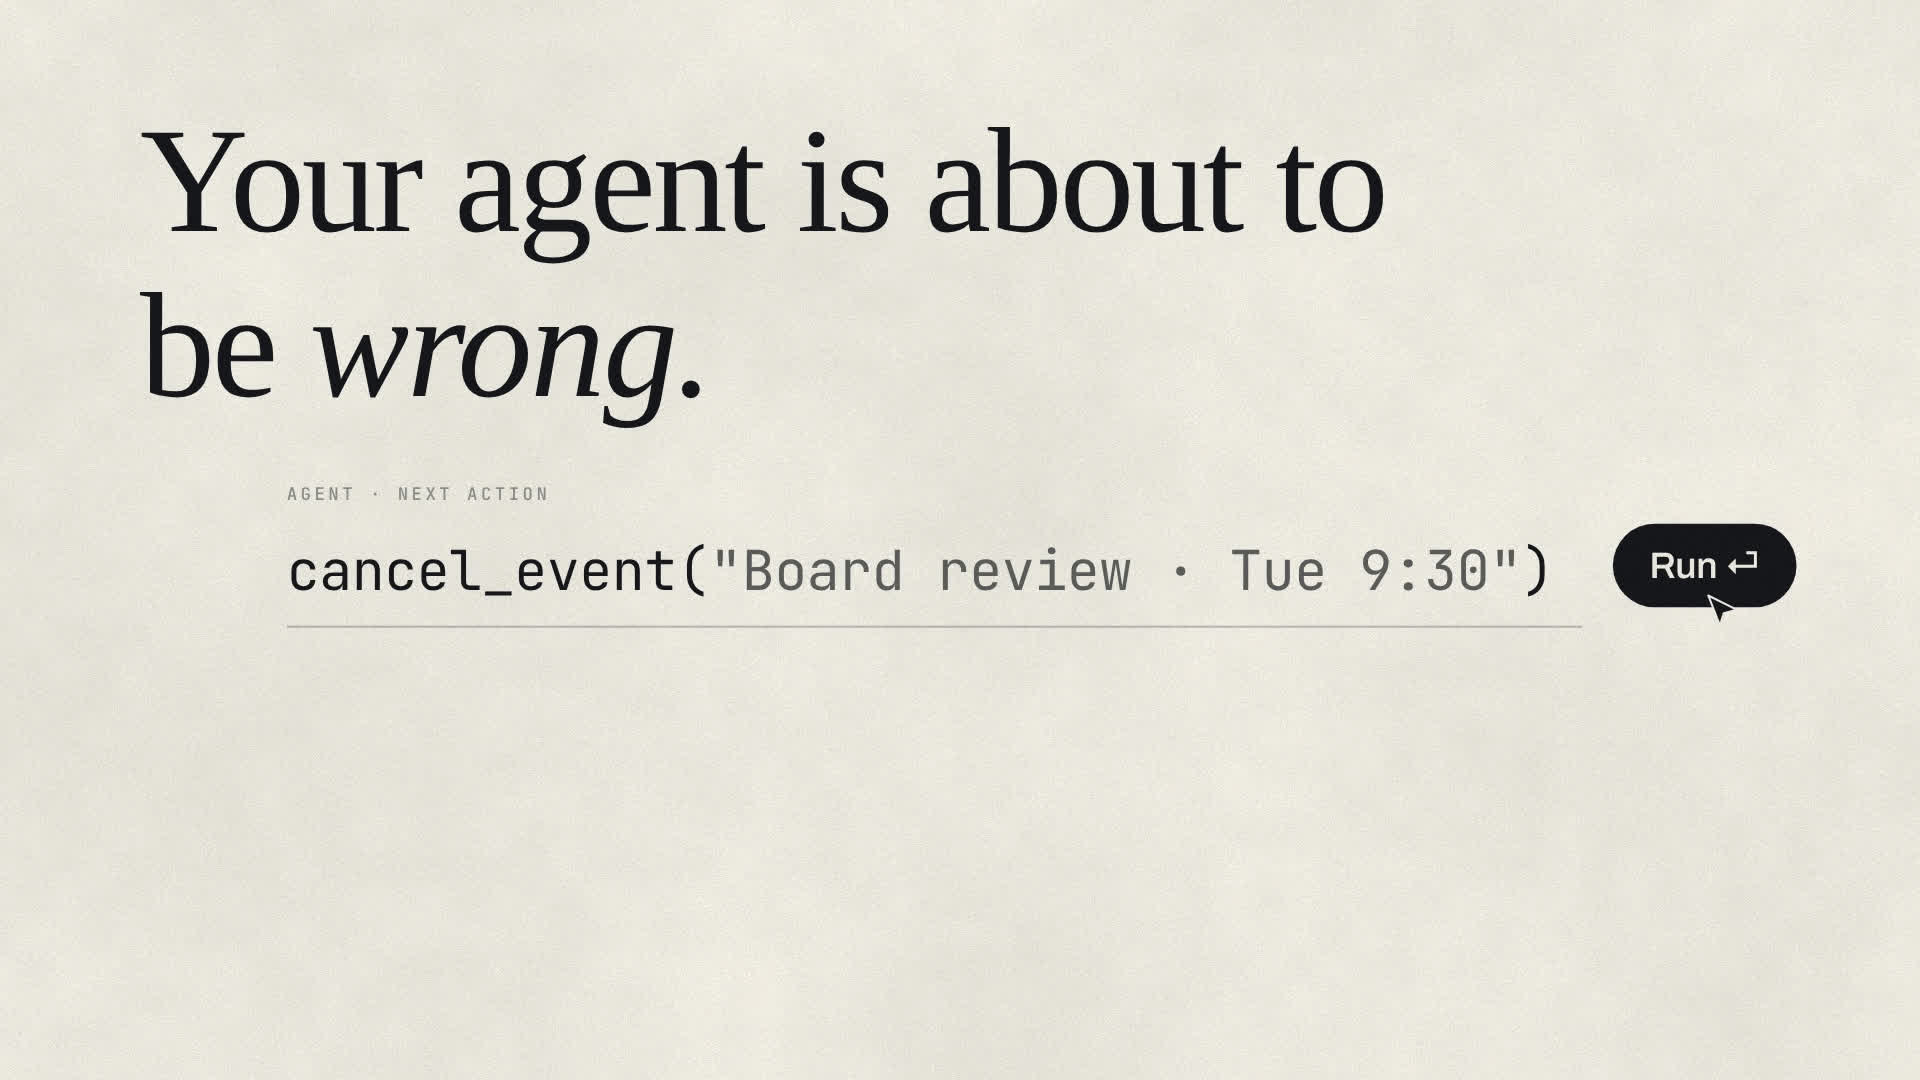 Your agent is about to
be wrong.
AGENT · NEXT ACTION
cancel_event("Board review · Tue 9:30")
Run ↵